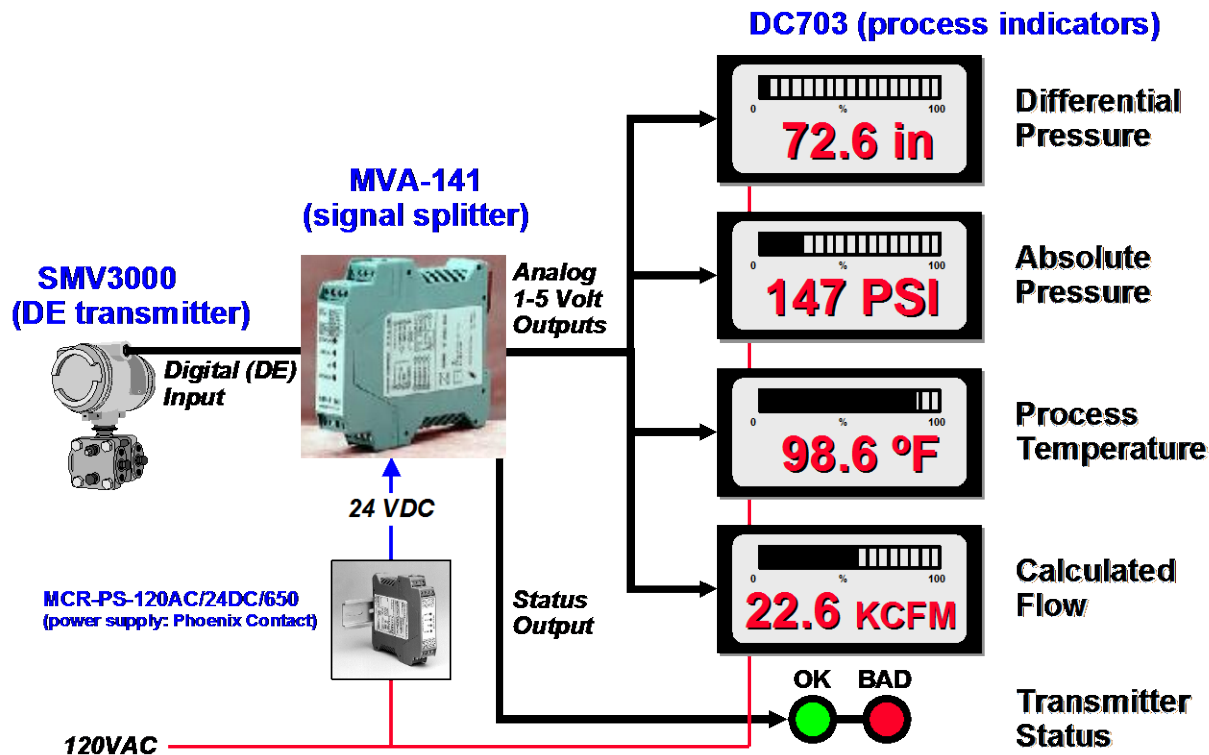 DC703 (process indicators)
0 % 100
72.6 in
Differential
Pressure
MVA-141
(signal splitter)
0 % 100
147 PSI
Absolute
Pressure
SMV3000
(DE transmitter)
Analog
1-5 Volt
Outputs
Digital (DE)
Input
0 % 100
98.6 ºF
Process
Temperature
24 VDC
0 % 100
22.6 KCFM
Calculated
Flow
MCR-PS-120AC/24DC/650
(power supply: Phoenix Contact)
Status
Output
OK BAD
Transmitter
Status
120VAC